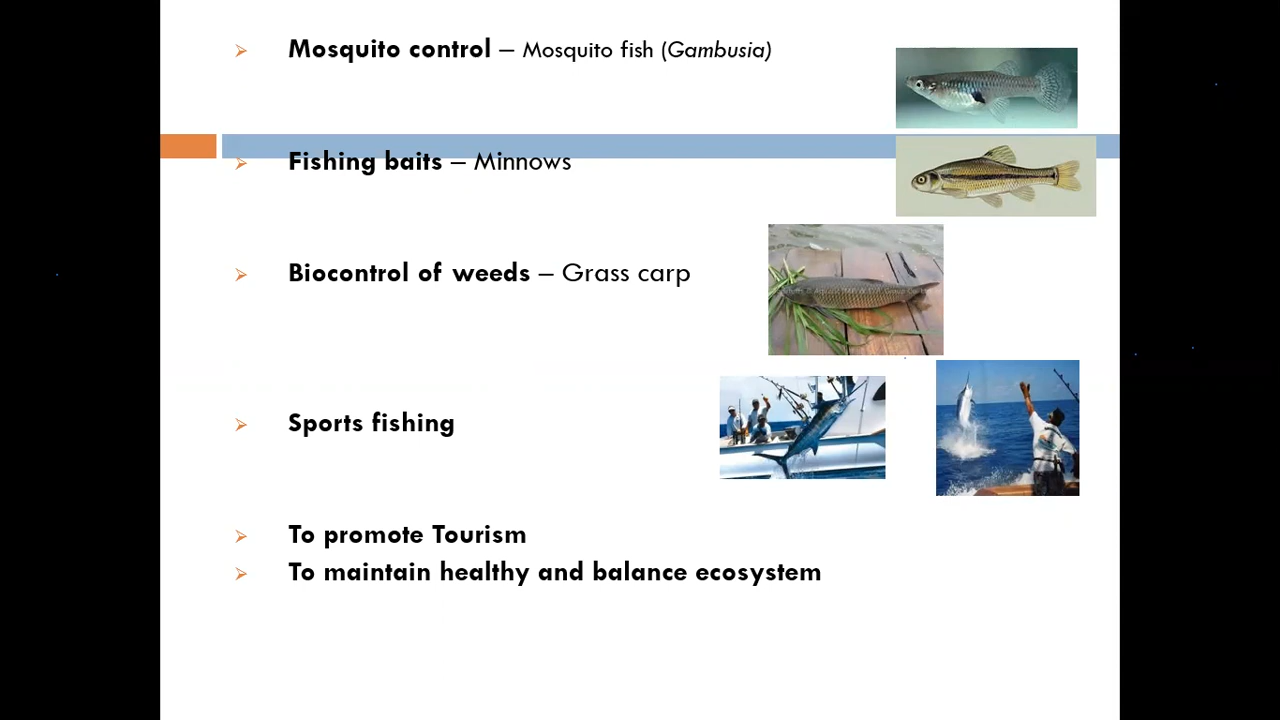 Mosquito control – Mosquito fish (Gambusia)
Fishing baits – Minnows
Biocontrol of weeds – Grass carp
Sports fishing
To promote Tourism
To maintain healthy and balance ecosystem